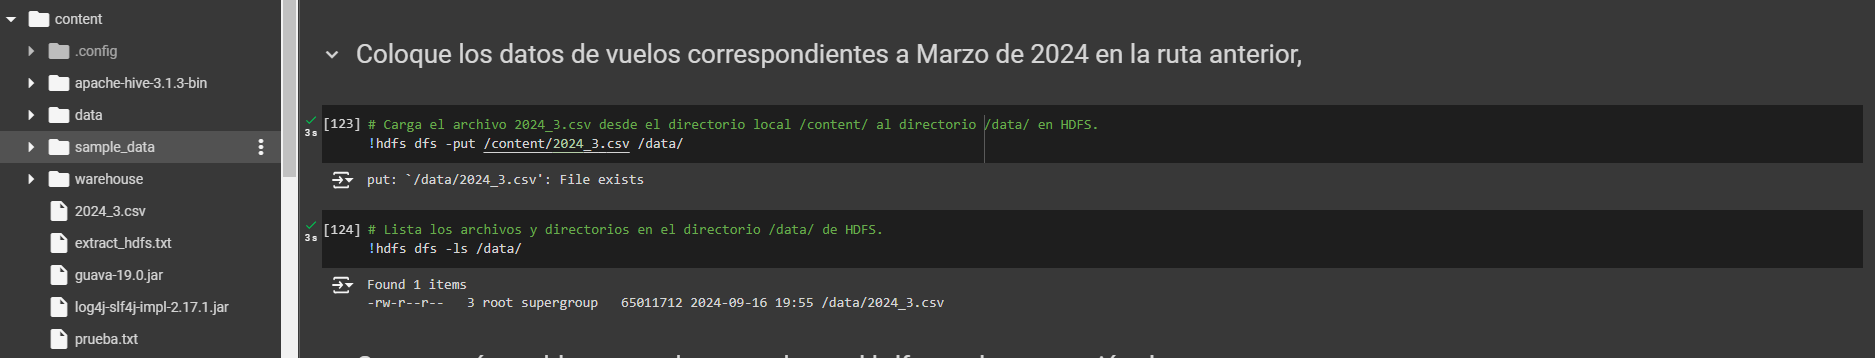 content
.config
apache-hive-3.1.3-bin
data
sample_data
warehouse
2024_3.csv
extract_hdfs.txt
guava-19.0.jar
log4j-slf4j-impl-2.17.1.jar
prueba.txt
Coloque los datos de vuelos correspondientes a Marzo de 2024 en la ruta anterior,
3s
[123] # Carga el archivo 2024_3.csv desde el directorio local /content/ al directorio /data/ en HDFS.
!hdfs dfs -put /content/2024_3.csv /data/
put: `/data/2024_3.csv': File exists
3s
[124] # Lista los archivos y directorios en el directorio /data/ de HDFS.
!hdfs dfs -ls /data/
Found 1 items
-rw-r--r--   3 root supergroup   65011712 2024-09-16 19:55 /data/2024_3.csv